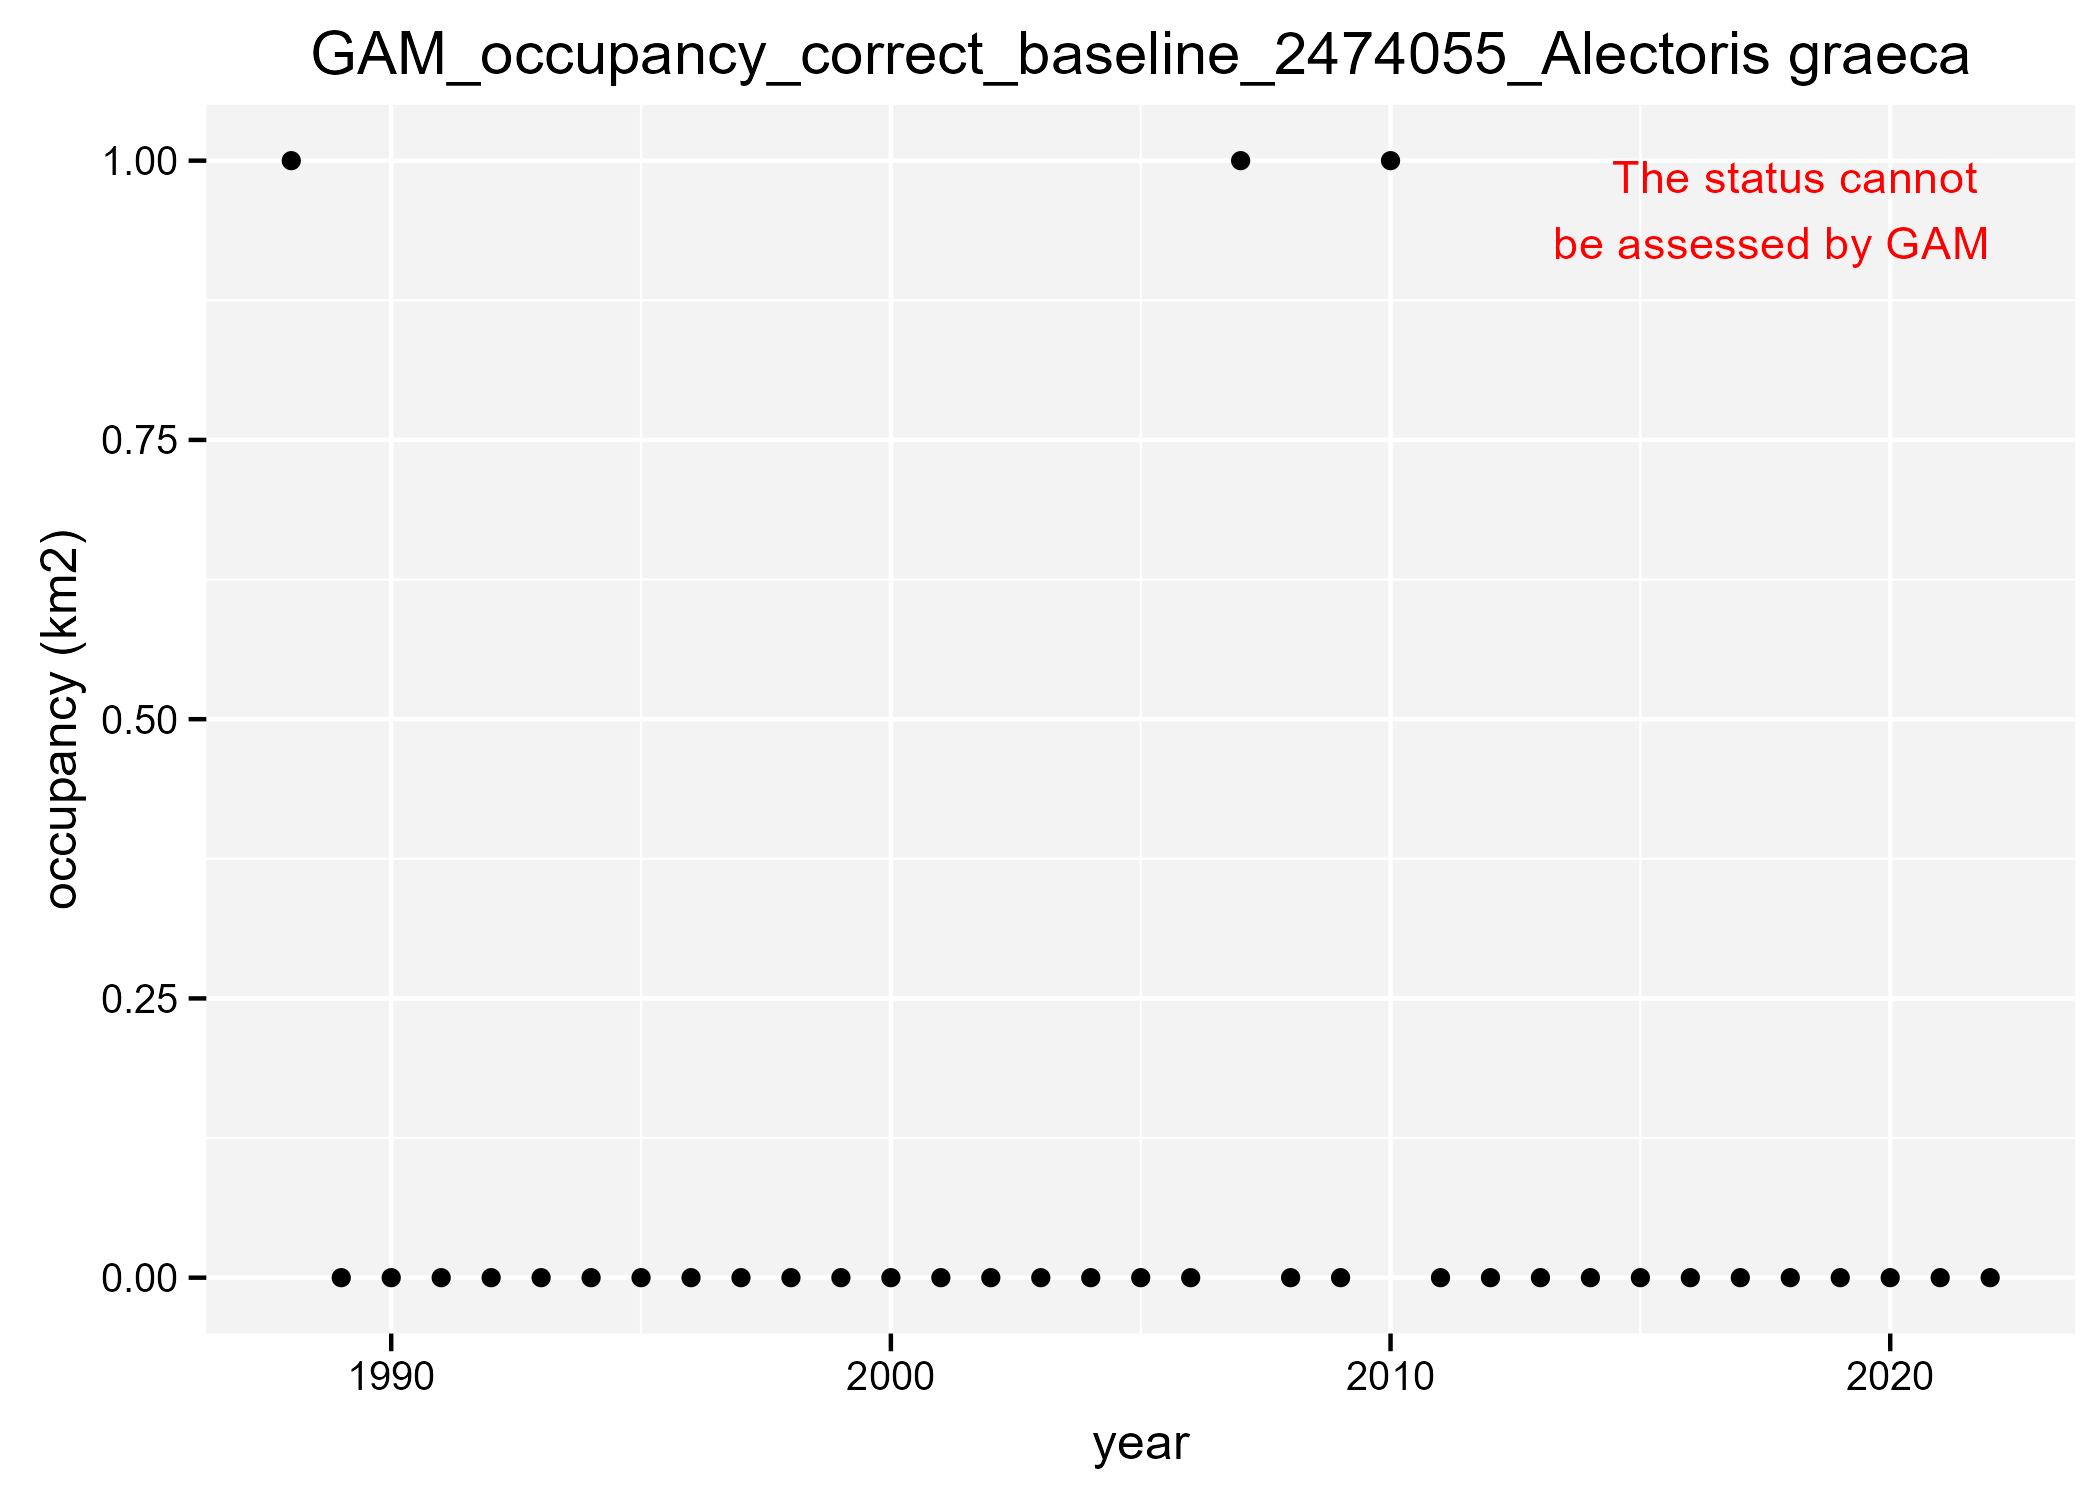 GAM_occupancy_correct_baseline_2474055_Alectoris graeca
1.00
The status cannot
be assessed by GAM
0.75
occupancy (km2)
0.50
0.25
0.00
1990
2000
2010
2020
year